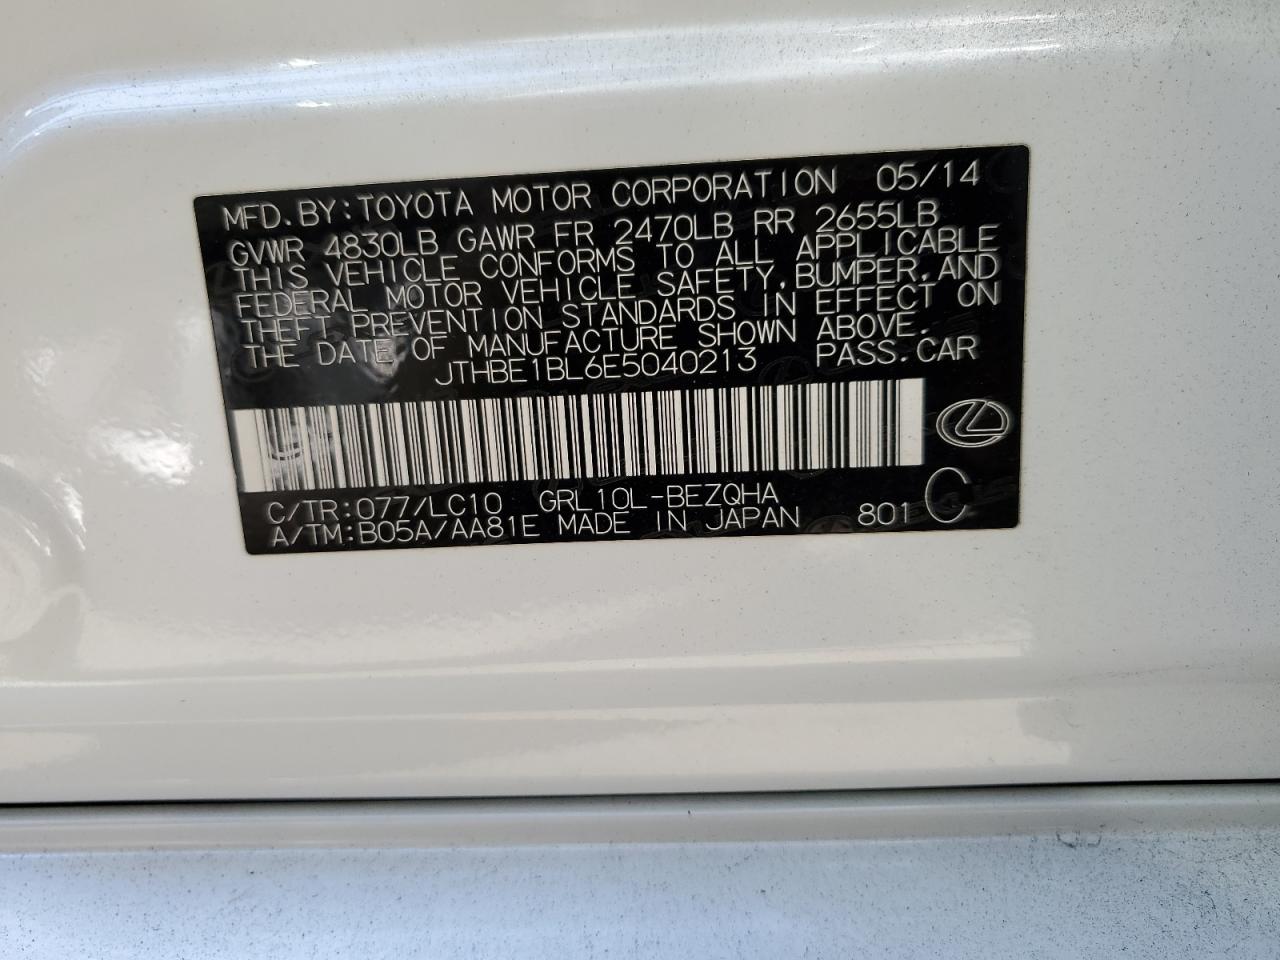 MFD.BY:TOYOTA MOTOR CORPORATION 05/14
GVWR 4830LB GAWR FR 2470LB RR 2655LB
THIS VEHICLE CONFORMS TO ALL APPLICABLE
FEDERAL MOTOR VEHICLE SAFETY,BUMPER,AND
THEFT PREVENTION STANDARDS IN EFFECT ON
THE DATE OF MANUFACTURE SHOWN ABOVE.
JTHBE1BL6E5040213 PASS.CAR
C/TR:077/LC10 GRL10L-BEZQHA
A/TM:B05A/AA81E MADE IN JAPAN 801 C